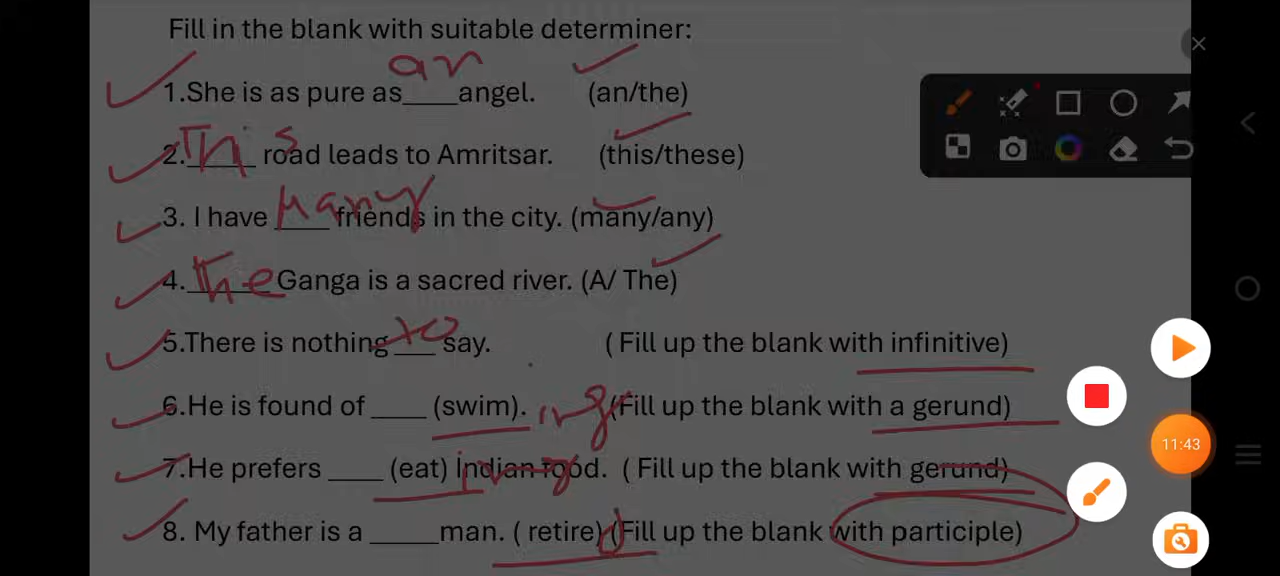 Fill in the blank with suitable determiner:
an
1.She is as pure as____angel. (an/the)
2.This road leads to Amritsar. (this/these)
3. I have many friends in the city. (many/any)
4.The Ganga is a sacred river. (A/ The)
5.There is nothing to say. ( Fill up the blank with infinitive)
6.He is found of ____ (swim). ing (Fill up the blank with a gerund)
7.He prefers ____ (eat) ing Indian food. ( Fill up the blank with gerund)
8. My father is a _____man. ( retire) d (Fill up the blank with participle)
11:43